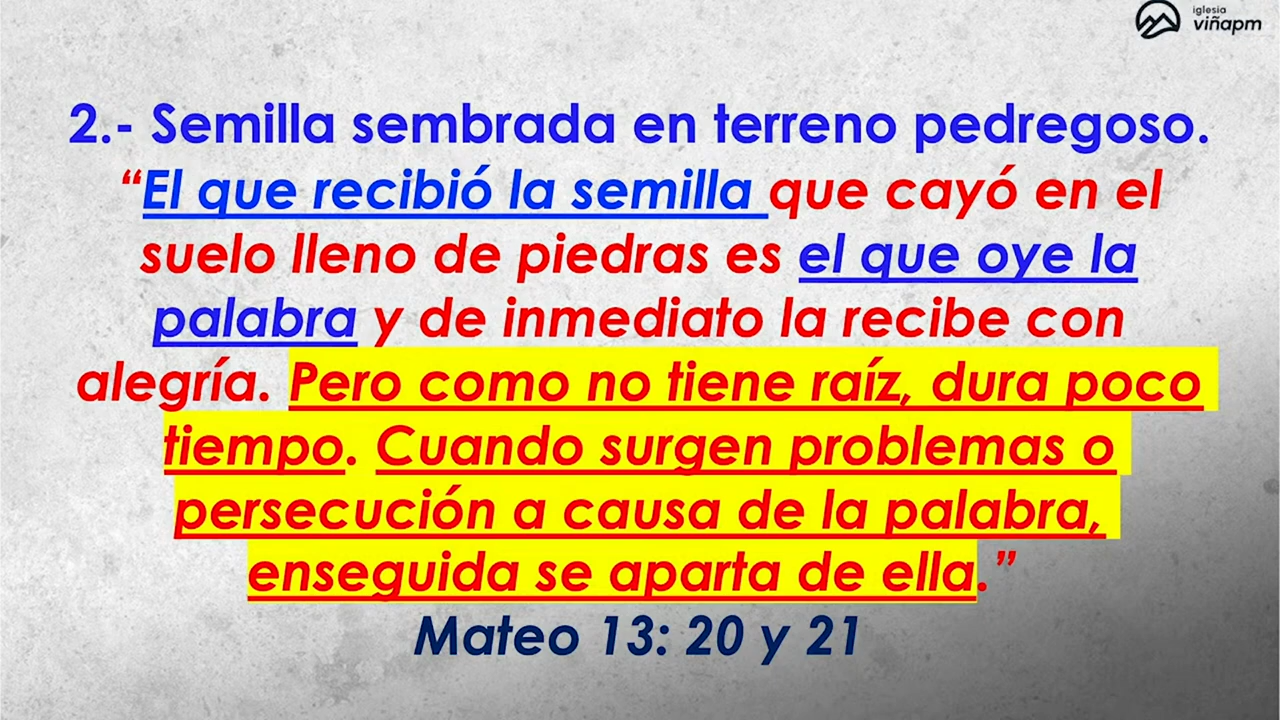 iglesia
viñapm
2.- Semilla sembrada en terreno pedregoso.
“El que recibió la semilla que cayó en el
suelo lleno de piedras es el que oye la
palabra y de inmediato la recibe con
alegría. Pero como no tiene raíz, dura poco
tiempo. Cuando surgen problemas o
persecución a causa de la palabra,
enseguida se aparta de ella.”
Mateo 13: 20 y 21